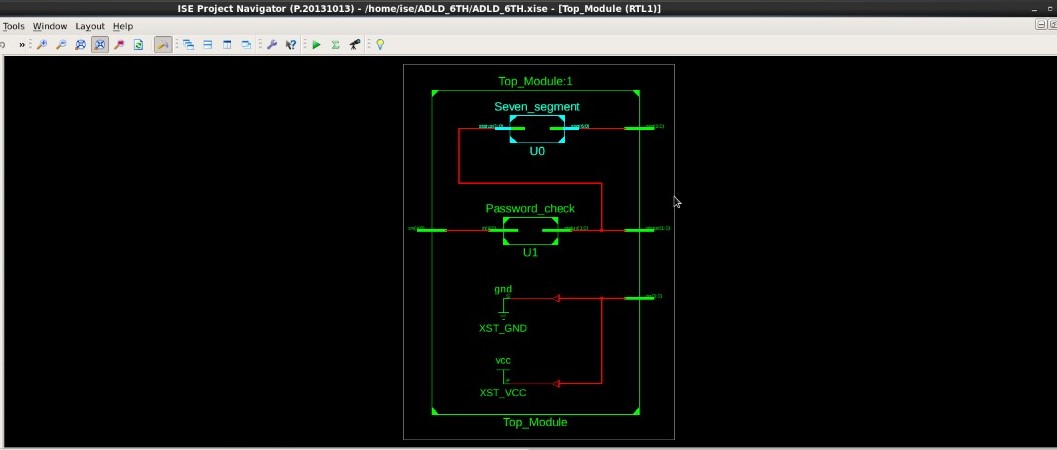 ISE Project Navigator (P.20131013) - /home/ise/ADLD_6TH/ADLD_6TH.xise - [Top_Module (RTL1)]
Tools Window Layout Help
Top_Module:1
Seven_segment
U0
Password_check
U1
gnd
XST_GND
vcc
XST_VCC
Top_Module